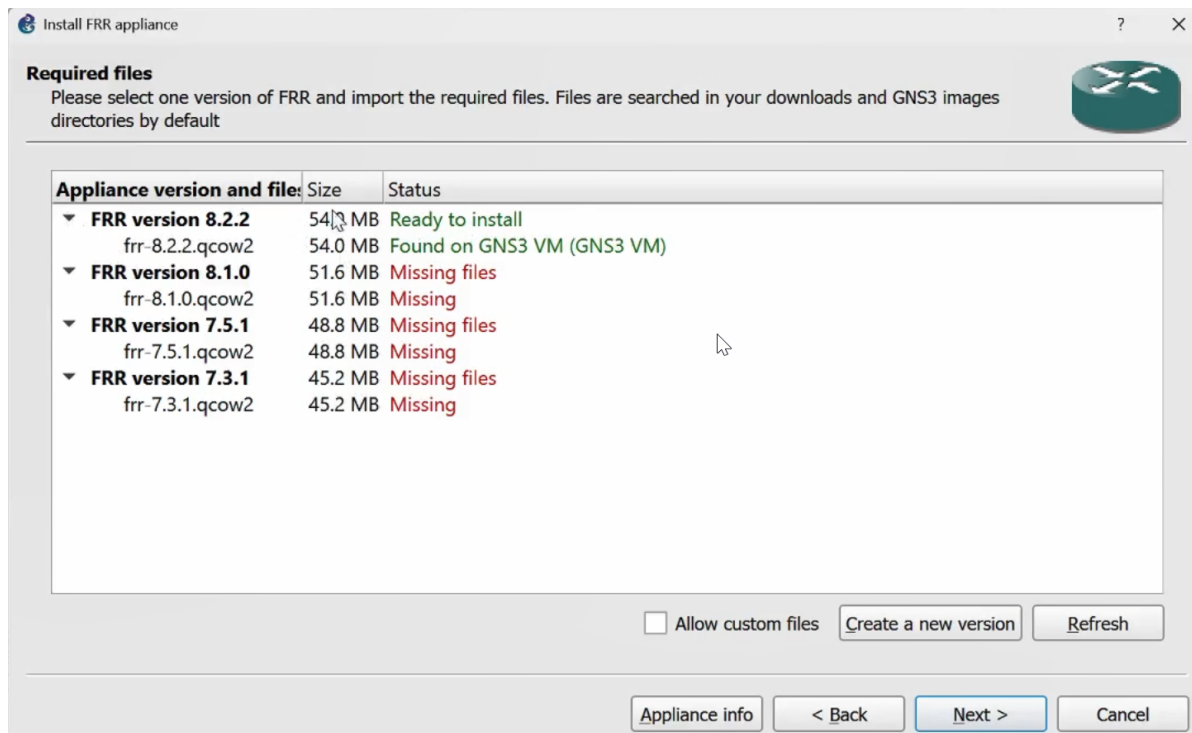 Install FRR appliance
?
Required files
Please select one version of FRR and import the required files. Files are searched in your downloads and GNS3 images
directories by default
Appliance version and files Size Status
FRR version 8.2.2 MB Ready to install
frr-8.2.2.qcow2 54.0 MB Found on GNS3 VM (GNS3 VM)
FRR version 8.1.0 51.6 MB Missing files
frr-8.1.0.qcow2 51.6 MB Missing
FRR version 7.5.1 48.8 MB Missing files
frr-7.5.1.qcow2 48.8 MB Missing
FRR version 7.3.1 45.2 MB Missing files
frr-7.3.1.qcow2 45.2 MB Missing
Allow custom files Create a new version Refresh
Appliance info < Back Next > Cancel